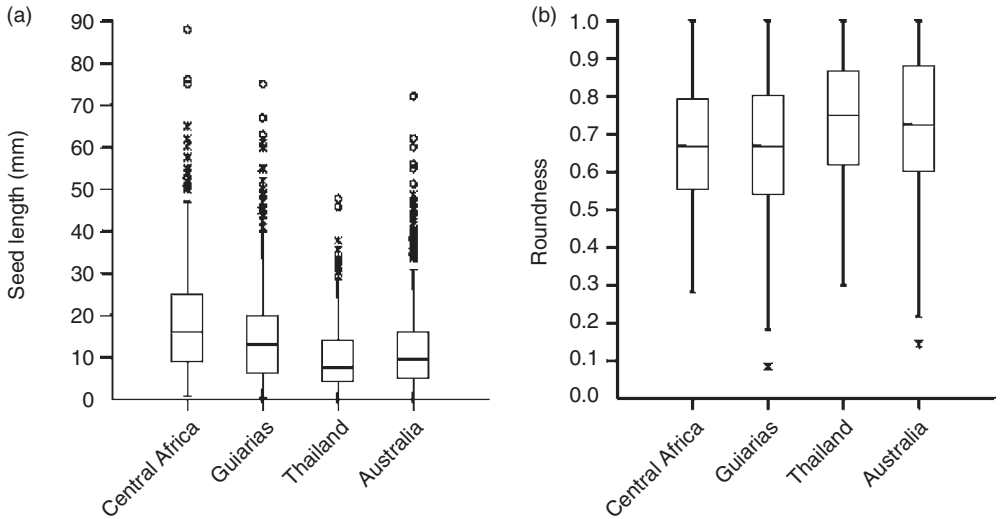 (a)
90
80
70
60
50
40
30
20
10
0
Seed length (mm)
Central Africa
Guiarias
Thailand
Australia
(b)
1.0
0.9
0.8
0.7
0.6
0.5
0.4
0.3
0.2
0.1
0.0
Roundness
Central Africa
Guiarias
Thailand
Australia